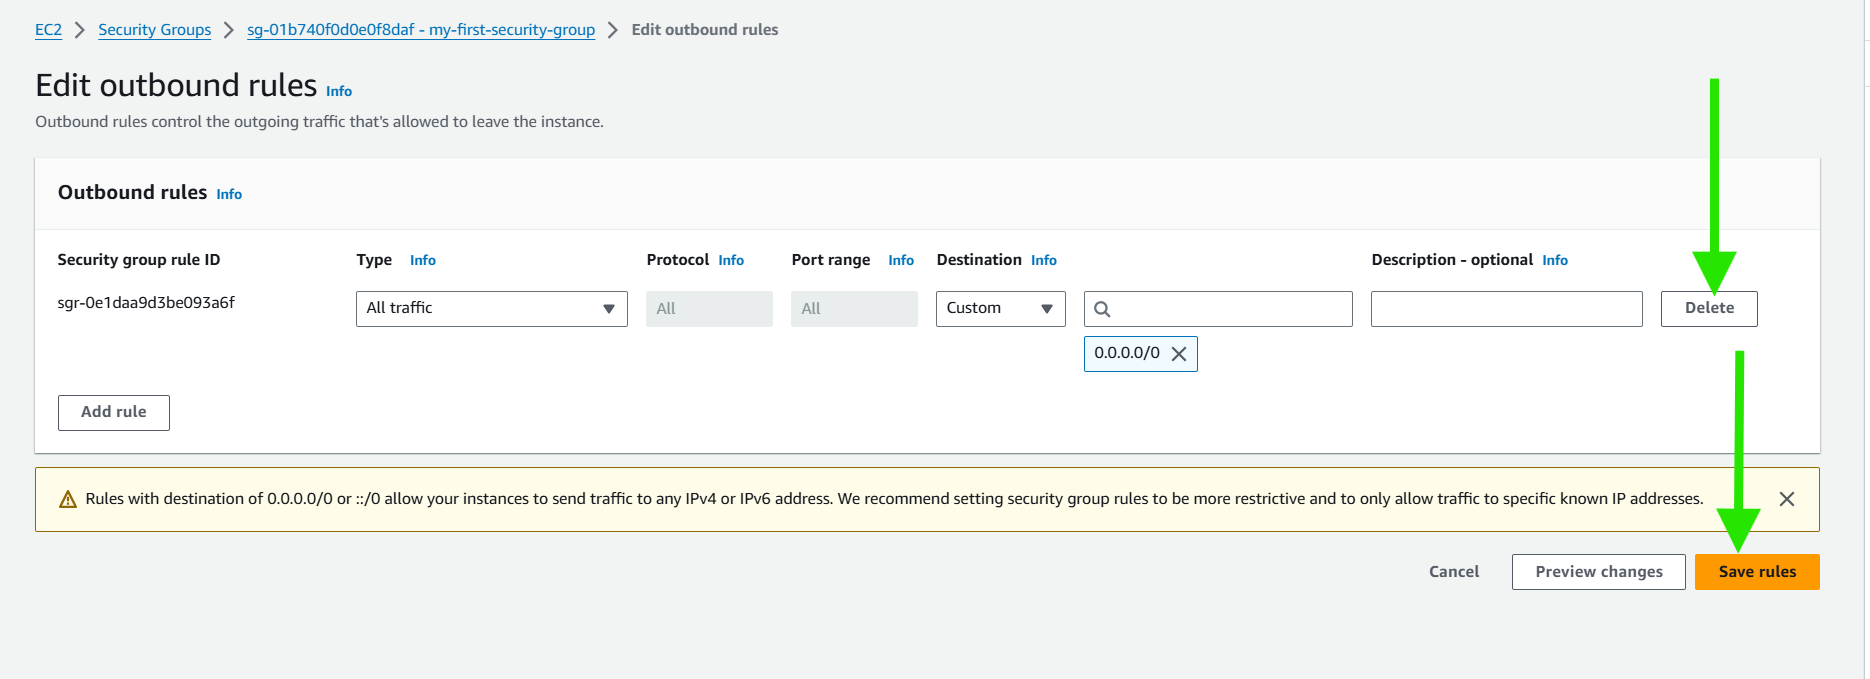 EC2 > Security Groups > sg-01b740f0d0e0f8daf - my-first-security-group > Edit outbound rules
Edit outbound rules Info
Outbound rules control the outgoing traffic that's allowed to leave the instance.
Outbound rules Info
Security group rule ID Type Info Protocol Info Port range Info Destination Info Description - optional Info
sgr-0e1daa9d3be093a6f All traffic All All Custom Delete
0.0.0.0/0
Add rule
Rules with destination of 0.0.0.0/0 or ::/0 allow your instances to send traffic to any IPv4 or IPv6 address. We recommend setting security group rules to be more restrictive and to only allow traffic to specific known IP addresses.
Cancel Preview changes Save rules